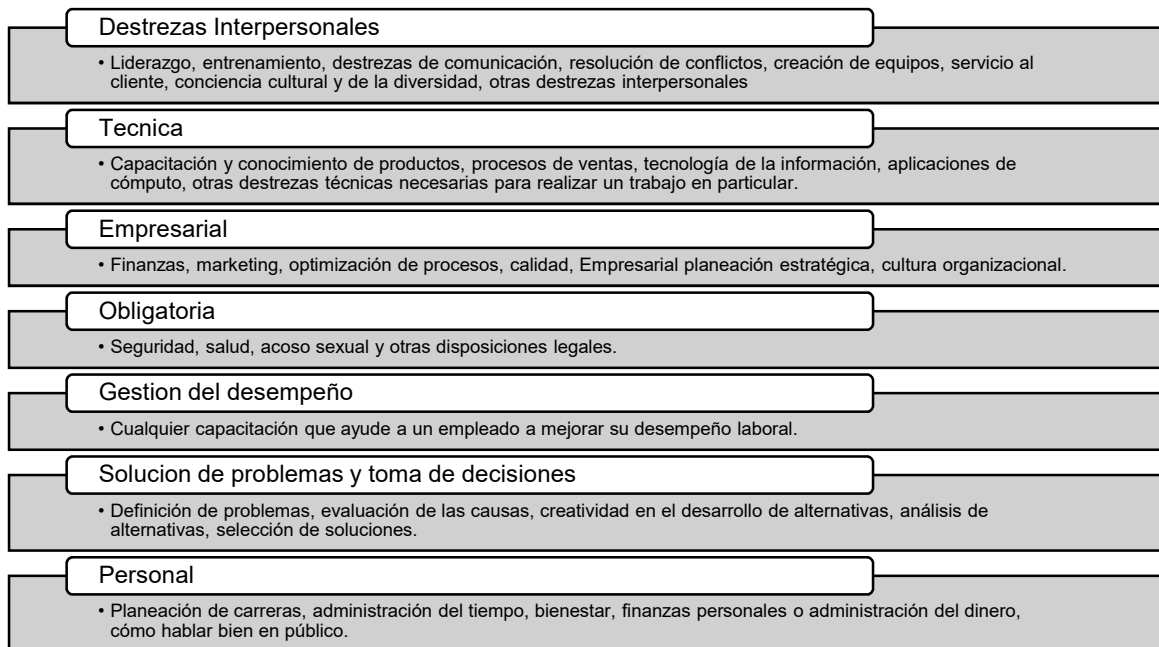 Destrezas Interpersonales
• Liderazgo, entrenamiento, destrezas de comunicación, resolución de conflictos, creación de equipos, servicio al
cliente, conciencia cultural y de la diversidad, otras destrezas interpersonales
Tecnica
• Capacitación y conocimiento de productos, procesos de ventas, tecnología de la información, aplicaciones de
cómputo, otras destrezas técnicas necesarias para realizar un trabajo en particular.
Empresarial
• Finanzas, marketing, optimización de procesos, calidad, Empresarial planeación estratégica, cultura organizacional.
Obligatoria
• Seguridad, salud, acoso sexual y otras disposiciones legales.
Gestion del desempeño
• Cualquier capacitación que ayude a un empleado a mejorar su desempeño laboral.
Solucion de problemas y toma de decisiones
• Definición de problemas, evaluación de las causas, creatividad en el desarrollo de alternativas, análisis de
alternativas, selección de soluciones.
Personal
• Planeación de carreras, administración del tiempo, bienestar, finanzas personales o administración del dinero,
cómo hablar bien en público.